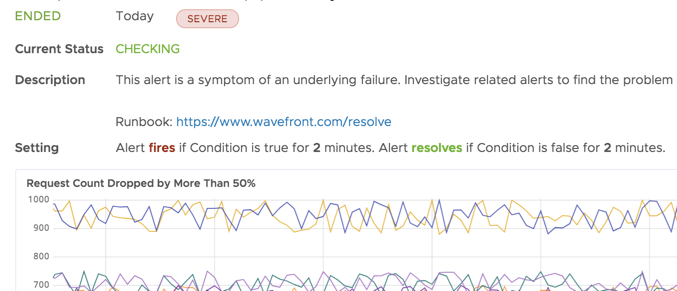 ENDED Today SEVERE
Current Status CHECKING
Description This alert is a symptom of an underlying failure. Investigate related alerts to find the problem
Runbook: https://www.wavefront.com/resolve
Setting Alert fires if Condition is true for 2 minutes. Alert resolves if Condition is false for 2 minutes.
Request Count Dropped by More Than 50%
1000
900
800
700